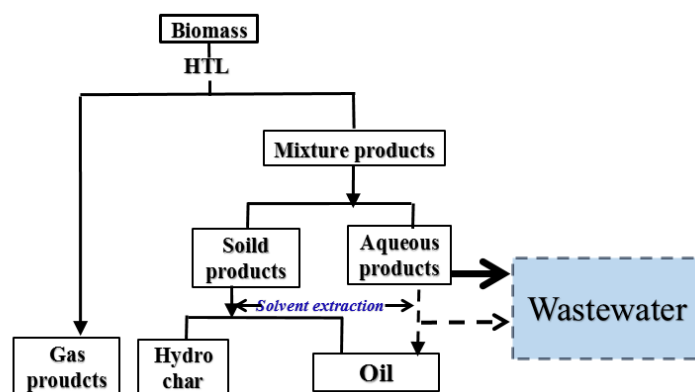 Biomass
HTL
Mixture products
Soild
products
Aqueous
products
Solvent extraction
Wastewater
Gas
proudcts
Hydro
char
Oil